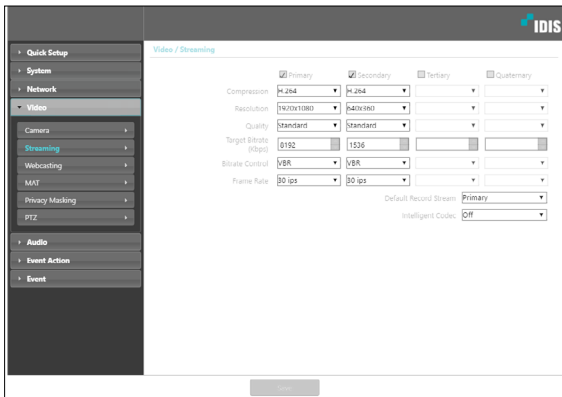 IDIS
Quick Setup
System
Network
Video
Camera
Streaming
Webcasting
MAT
Privacy Masking
PTZ
Audio
Event Action
Event
Video / Streaming
Primary Secondary Tertiary Quaternary
Compression H.264 H.264
Resolution 1920x1080 640x360
Quality Standard Standard
Target Bitrate (Kbps) 8192 1536
Bitrate Control VBR VBR
Frame Rate 30 ips 30 ips
Default Record Stream Primary
Intelligent Codec Off